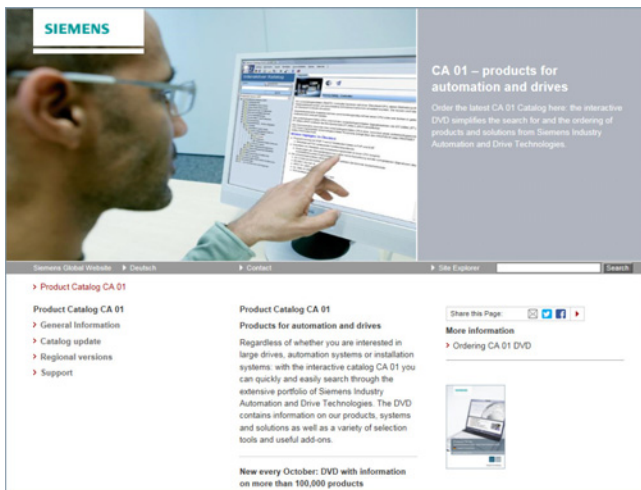 SIEMENS
CA 01 – products for
automation and drives
Order the latest CA 01 Catalog here: the interactive
DVD simplifies the search for and the ordering of
products and solutions from Siemens Industry
Automation and Drive Technologies.
Siemens Global Website
Deutsch
Contact
Site Explorer
Search
Product Catalog CA 01
Product Catalog CA 01
General Information
Catalog update
Regional versions
Support
Product Catalog CA 01
Products for automation and drives
Regardless of whether you are interested in
large drives, automation systems or installation
systems: with the interactive catalog CA 01 you
can quickly and easily search through the
extensive portfolio of Siemens Industry
Automation and Drive Technologies. The DVD
contains information on our products, systems
and solutions as well as a variety of selection
tools and useful add-ons.
New every October: DVD with information
on more than 100,000 products
Share this Page:
More information
Ordering CA 01 DVD